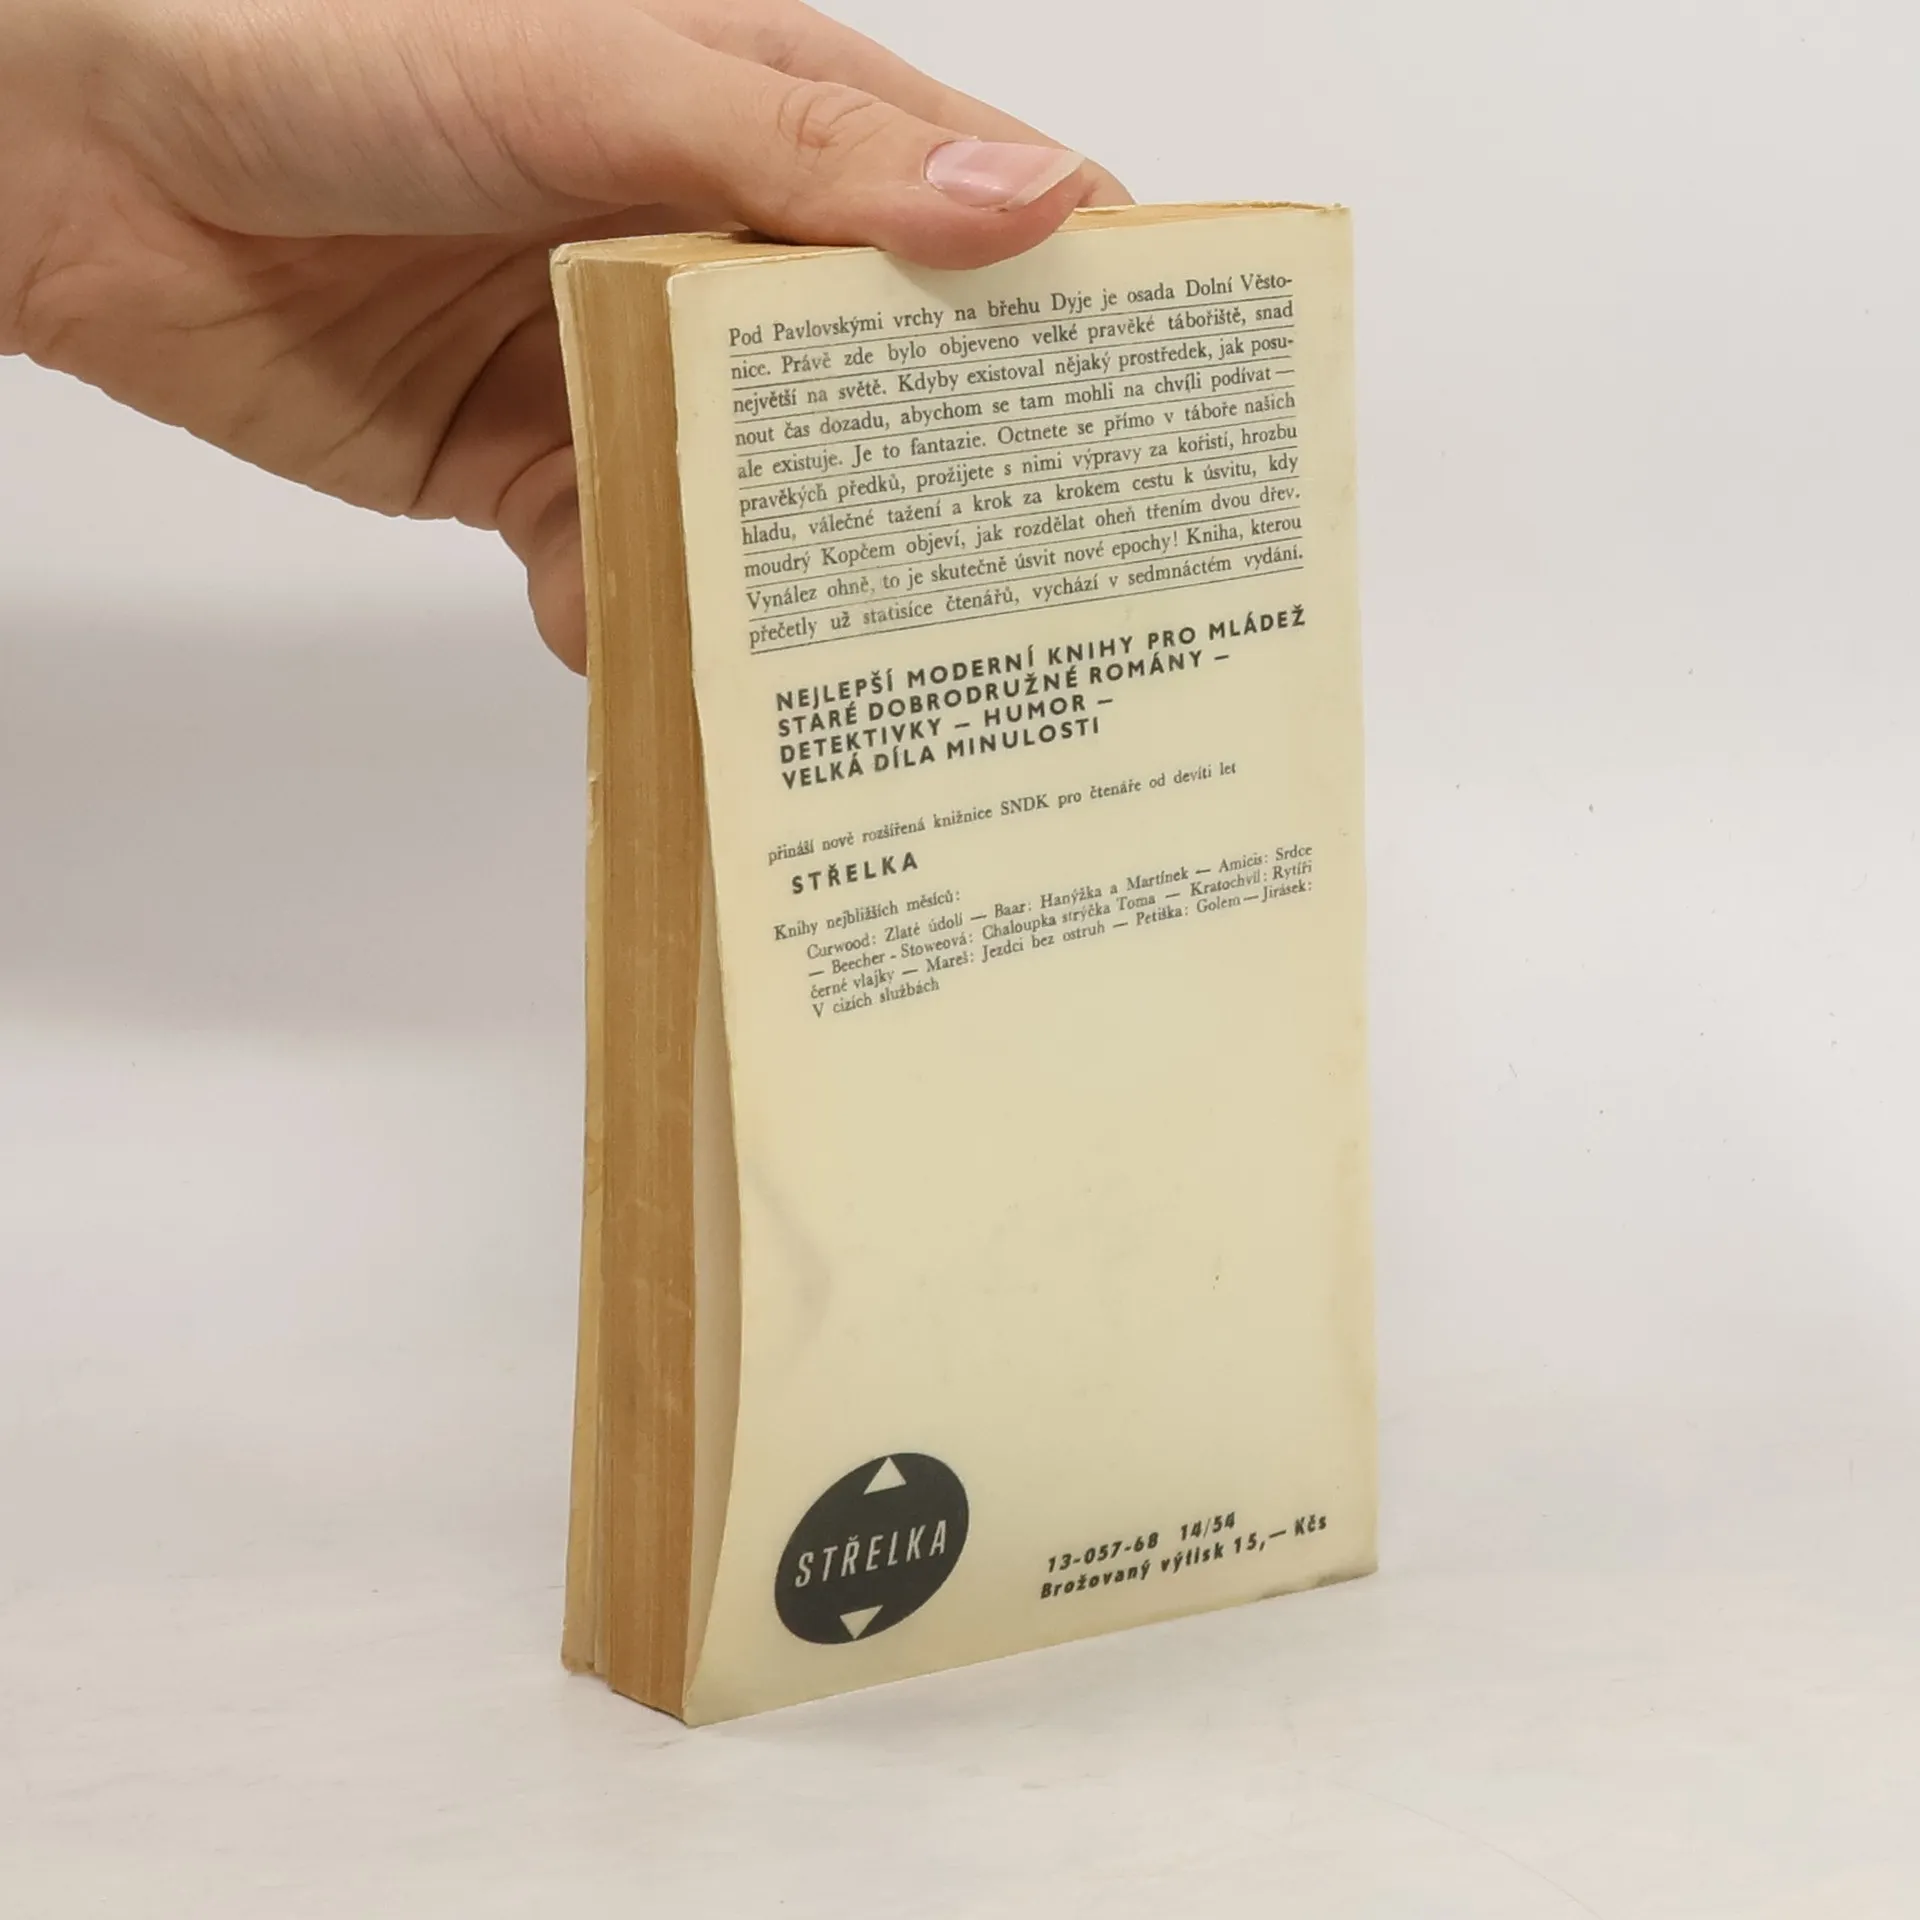 Pod Pavlovskými vrchy na břehu Dyje je osada Dolní Věsto-
nice. Právě zde bylo objeveno velké pravěké tábořiště, snad
největší na světě. Kdyby existoval nějaký prostředek, jak posu-
nout čas dozadu, abychom se tam mohli na chvíli podívat —
ale existuje. Je to fantazie. Octnete se přímo v táboře našich
pravěkých předků, prožijete s nimi výpravy za kořistí, hrozbu
hladu, válečné tažení a krok za krokem cestu k úsvitu, kdy
moudrý Kopčem objeví, jak rozdělat oheň třením dvou dřev.
Vynález ohně, to je skutečně úsvit nové epochy! Kniha, kterou
přečetly už statisíce čtenářů, vychází v sedmnáctém vydání.
NEJLEPŠÍ MODERNÍ KNIHY PRO MLÁDEŽ
STARÉ DOBRODRUŽNÉ ROMÁNY –
DETEKTIVKY – HUMOR –
VELKÁ DÍLA MINULOSTI
přináší nově rozšířená knižnice SNDK pro čtenáře od devíti let
STŘELKA
Knihy nejbližších měsíců:
Curwood: Zlaté údolí — Baar: Hanýžka a Martínek — Amicis: Srdce
— Beecher - Stoweová: Chaloupka strýčka Toma — Kratochvíl: Rytíři
černé vlajky — Mareš: Jezdci bez ostruh — Petiška: Golem — Jirásek:
V cizích službách
STŘELKA
13-057-68 14/54
Brožovaný výtisk 15,— Kčs